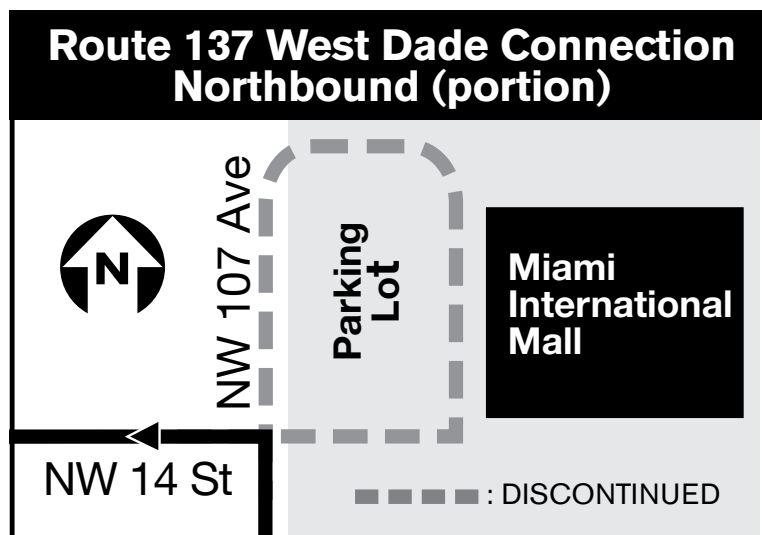 Route 137 West Dade Connection
Northbound (portion)
N
NW 107 Ave
Parking
Lot
Miami
International
Mall
NW 14 St
: DISCONTINUED